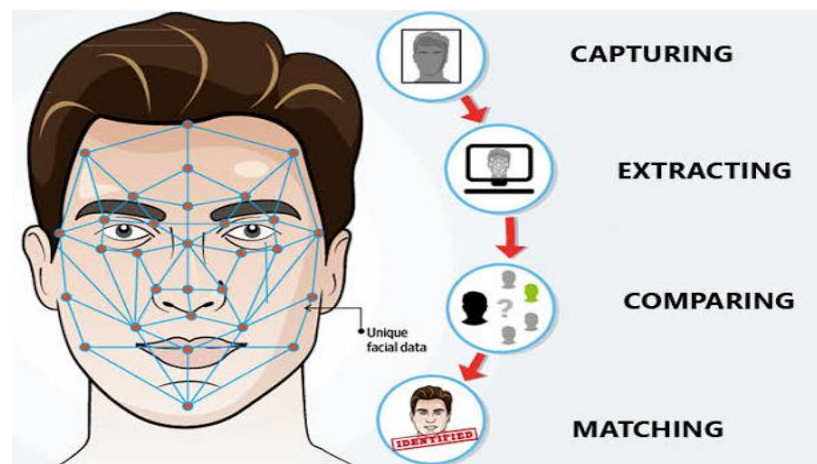 CAPTURING
EXTRACTING
COMPARING
?
Unique
facial data
IDENTIFIED
MATCHING